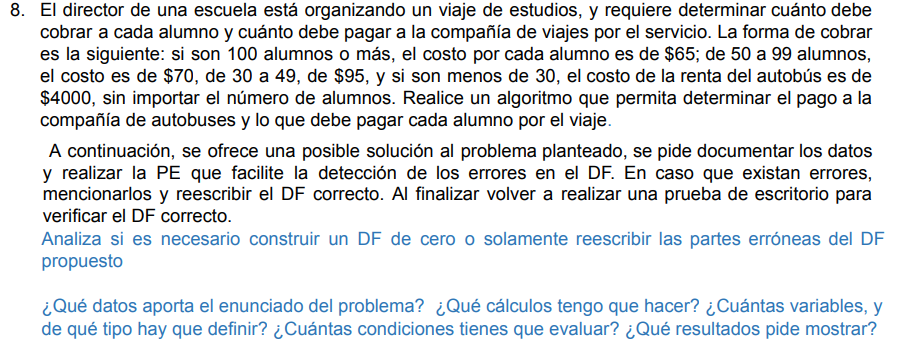 8. El director de una escuela está organizando un viaje de estudios, y requiere determinar cuánto debe
cobrar a cada alumno y cuánto debe pagar a la compañía de viajes por el servicio. La forma de cobrar
es la siguiente: si son 100 alumnos o más, el costo por cada alumno es de $65; de 50 a 99 alumnos,
el costo es de $70, de 30 a 49, de $95, y si son menos de 30, el costo de la renta del autobús es de
$4000, sin importar el número de alumnos. Realice un algoritmo que permita determinar el pago a la
compañía de autobuses y lo que debe pagar cada alumno por el viaje.
A continuación, se ofrece una posible solución al problema planteado, se pide documentar los datos
y realizar la PE que facilite la detección de los errores en el DF. En caso que existan errores,
mencionarlos y reescribir el DF correcto. Al finalizar volver a realizar una prueba de escritorio para
verificar el DF correcto.
Analiza si es necesario construir un DF de cero o solamente reescribir las partes erróneas del DF
propuesto
¿Qué datos aporta el enunciado del problema? ¿Qué cálculos tengo que hacer? ¿Cuántas variables, y
de qué tipo hay que definir? ¿Cuántas condiciones tienes que evaluar? ¿Qué resultados pide mostrar?